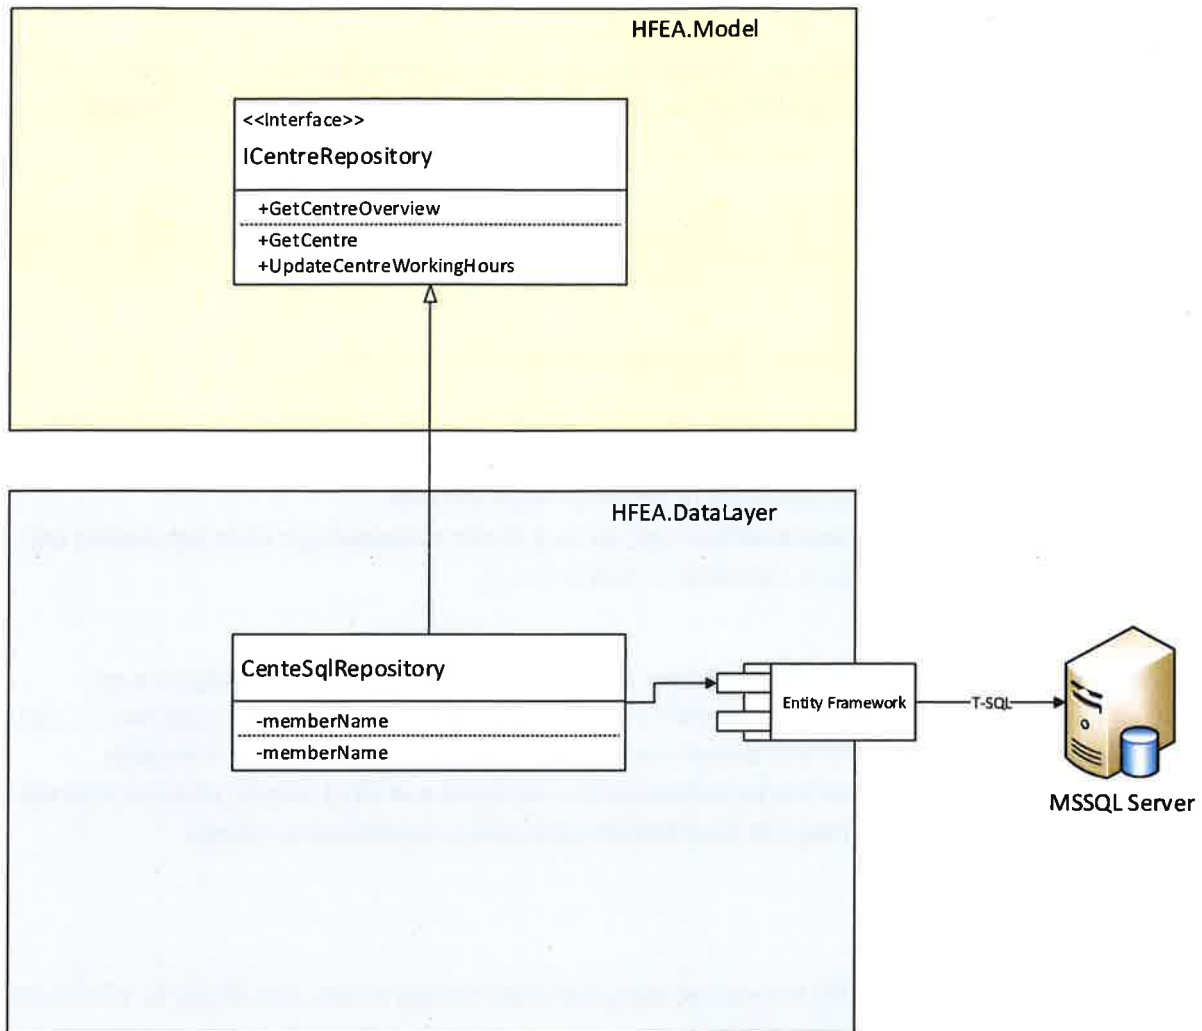 HFEA.Model
<<Interface>>
ICentreRepository
+GetCentreOverview
+GetCentre
+UpdateCentreWorkingHours
HFEA.DataLayer
CenteSqlRepository
-memberName
-memberName
Entity Framework
T-SQL
MSSQL Server